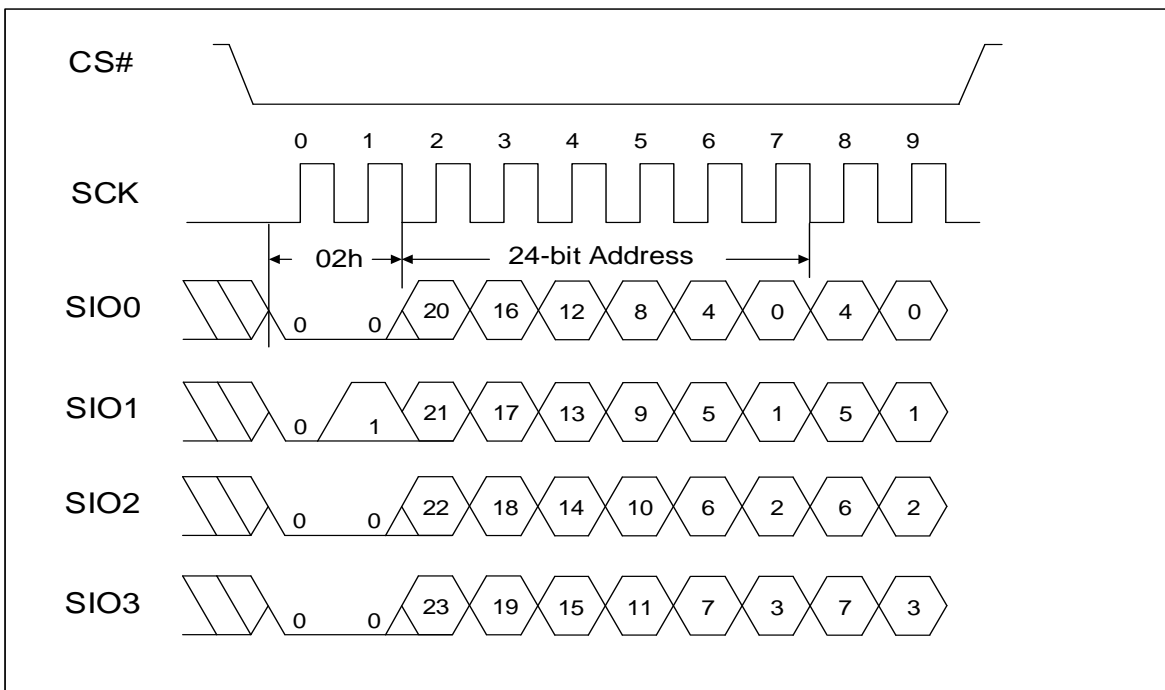 CS#
0 1 2 3 4 5 6 7 8 9
SCK
02h 24-bit Address
SIO0 0 0 20 16 12 8 4 0 4 0
SIO1 0 1 21 17 13 9 5 1 5 1
SIO2 0 0 22 18 14 10 6 2 6 2
SIO3 0 0 23 19 15 11 7 3 7 3